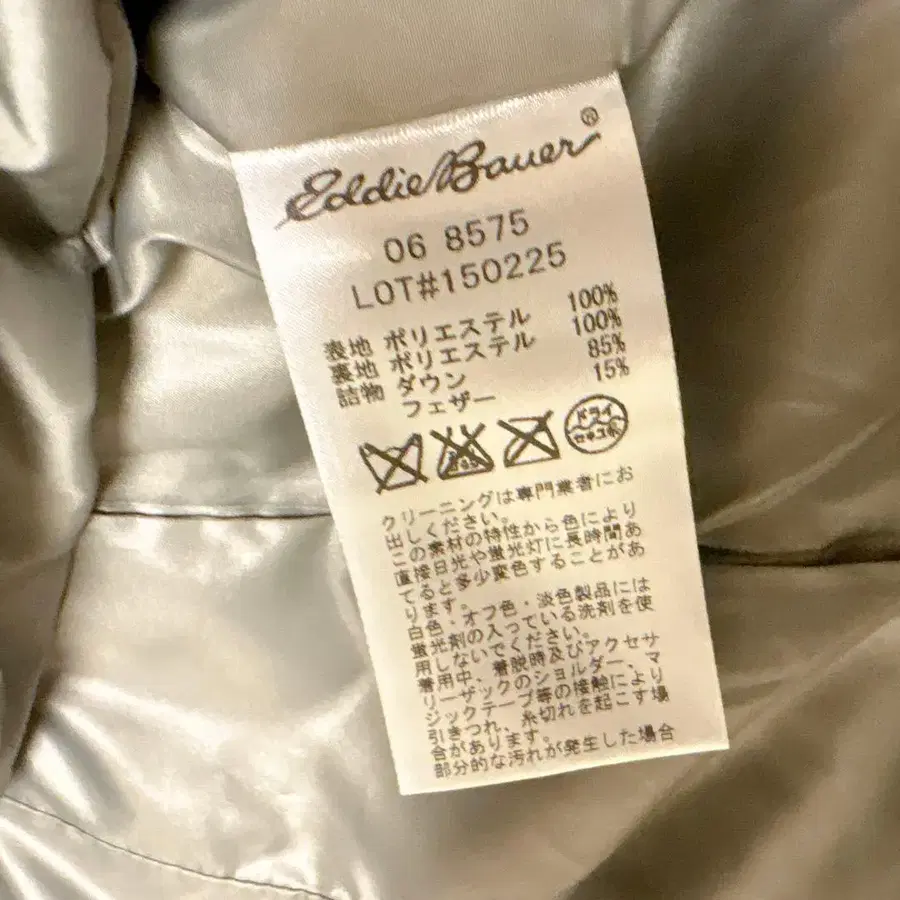 Eddie Bauer®
06 8575
LOT#150225
表地 ポリエステル 100%
裏地 ポリエステル 100%
詰物 ダウン 85%
フェザー 15%
ドライ
セキユ系
クリーニングは専門業者にお
出しください。
この素材の特性から色により
直接日光や蛍光灯に長時間あ
てると多少変色することがあ
ります。
白色・オフ色・淡色製品には
蛍光剤の入っている洗剤を使
用しないでください。
着用中、着脱時及びアクセサ
リーザックのショルダー、マ
ジックテープ等の接触により
引きつれ、糸切れを起こす場
合があります。
部分的な汚れが発生した場合